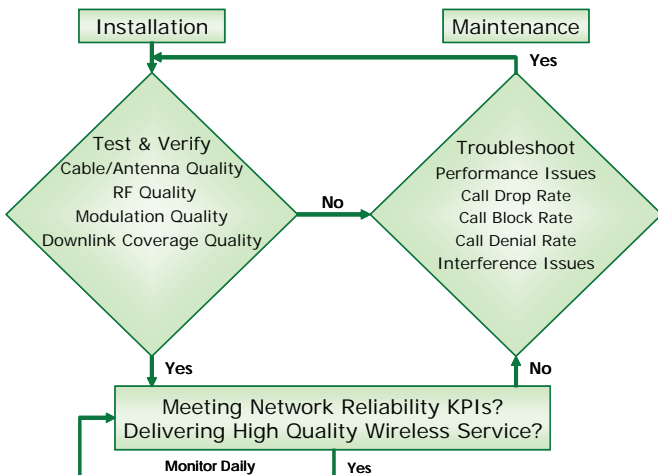 Installation
Maintenance
Yes
Test & Verify
Cable/Antenna Quality
RF Quality
Modulation Quality
Downlink Coverage Quality
No
Troubleshoot
Performance Issues
Call Drop Rate
Call Block Rate
Call Denial Rate
Interference Issues
Yes
No
Meeting Network Reliability KPIs?
Delivering High Quality Wireless Service?
Monitor Daily
Yes